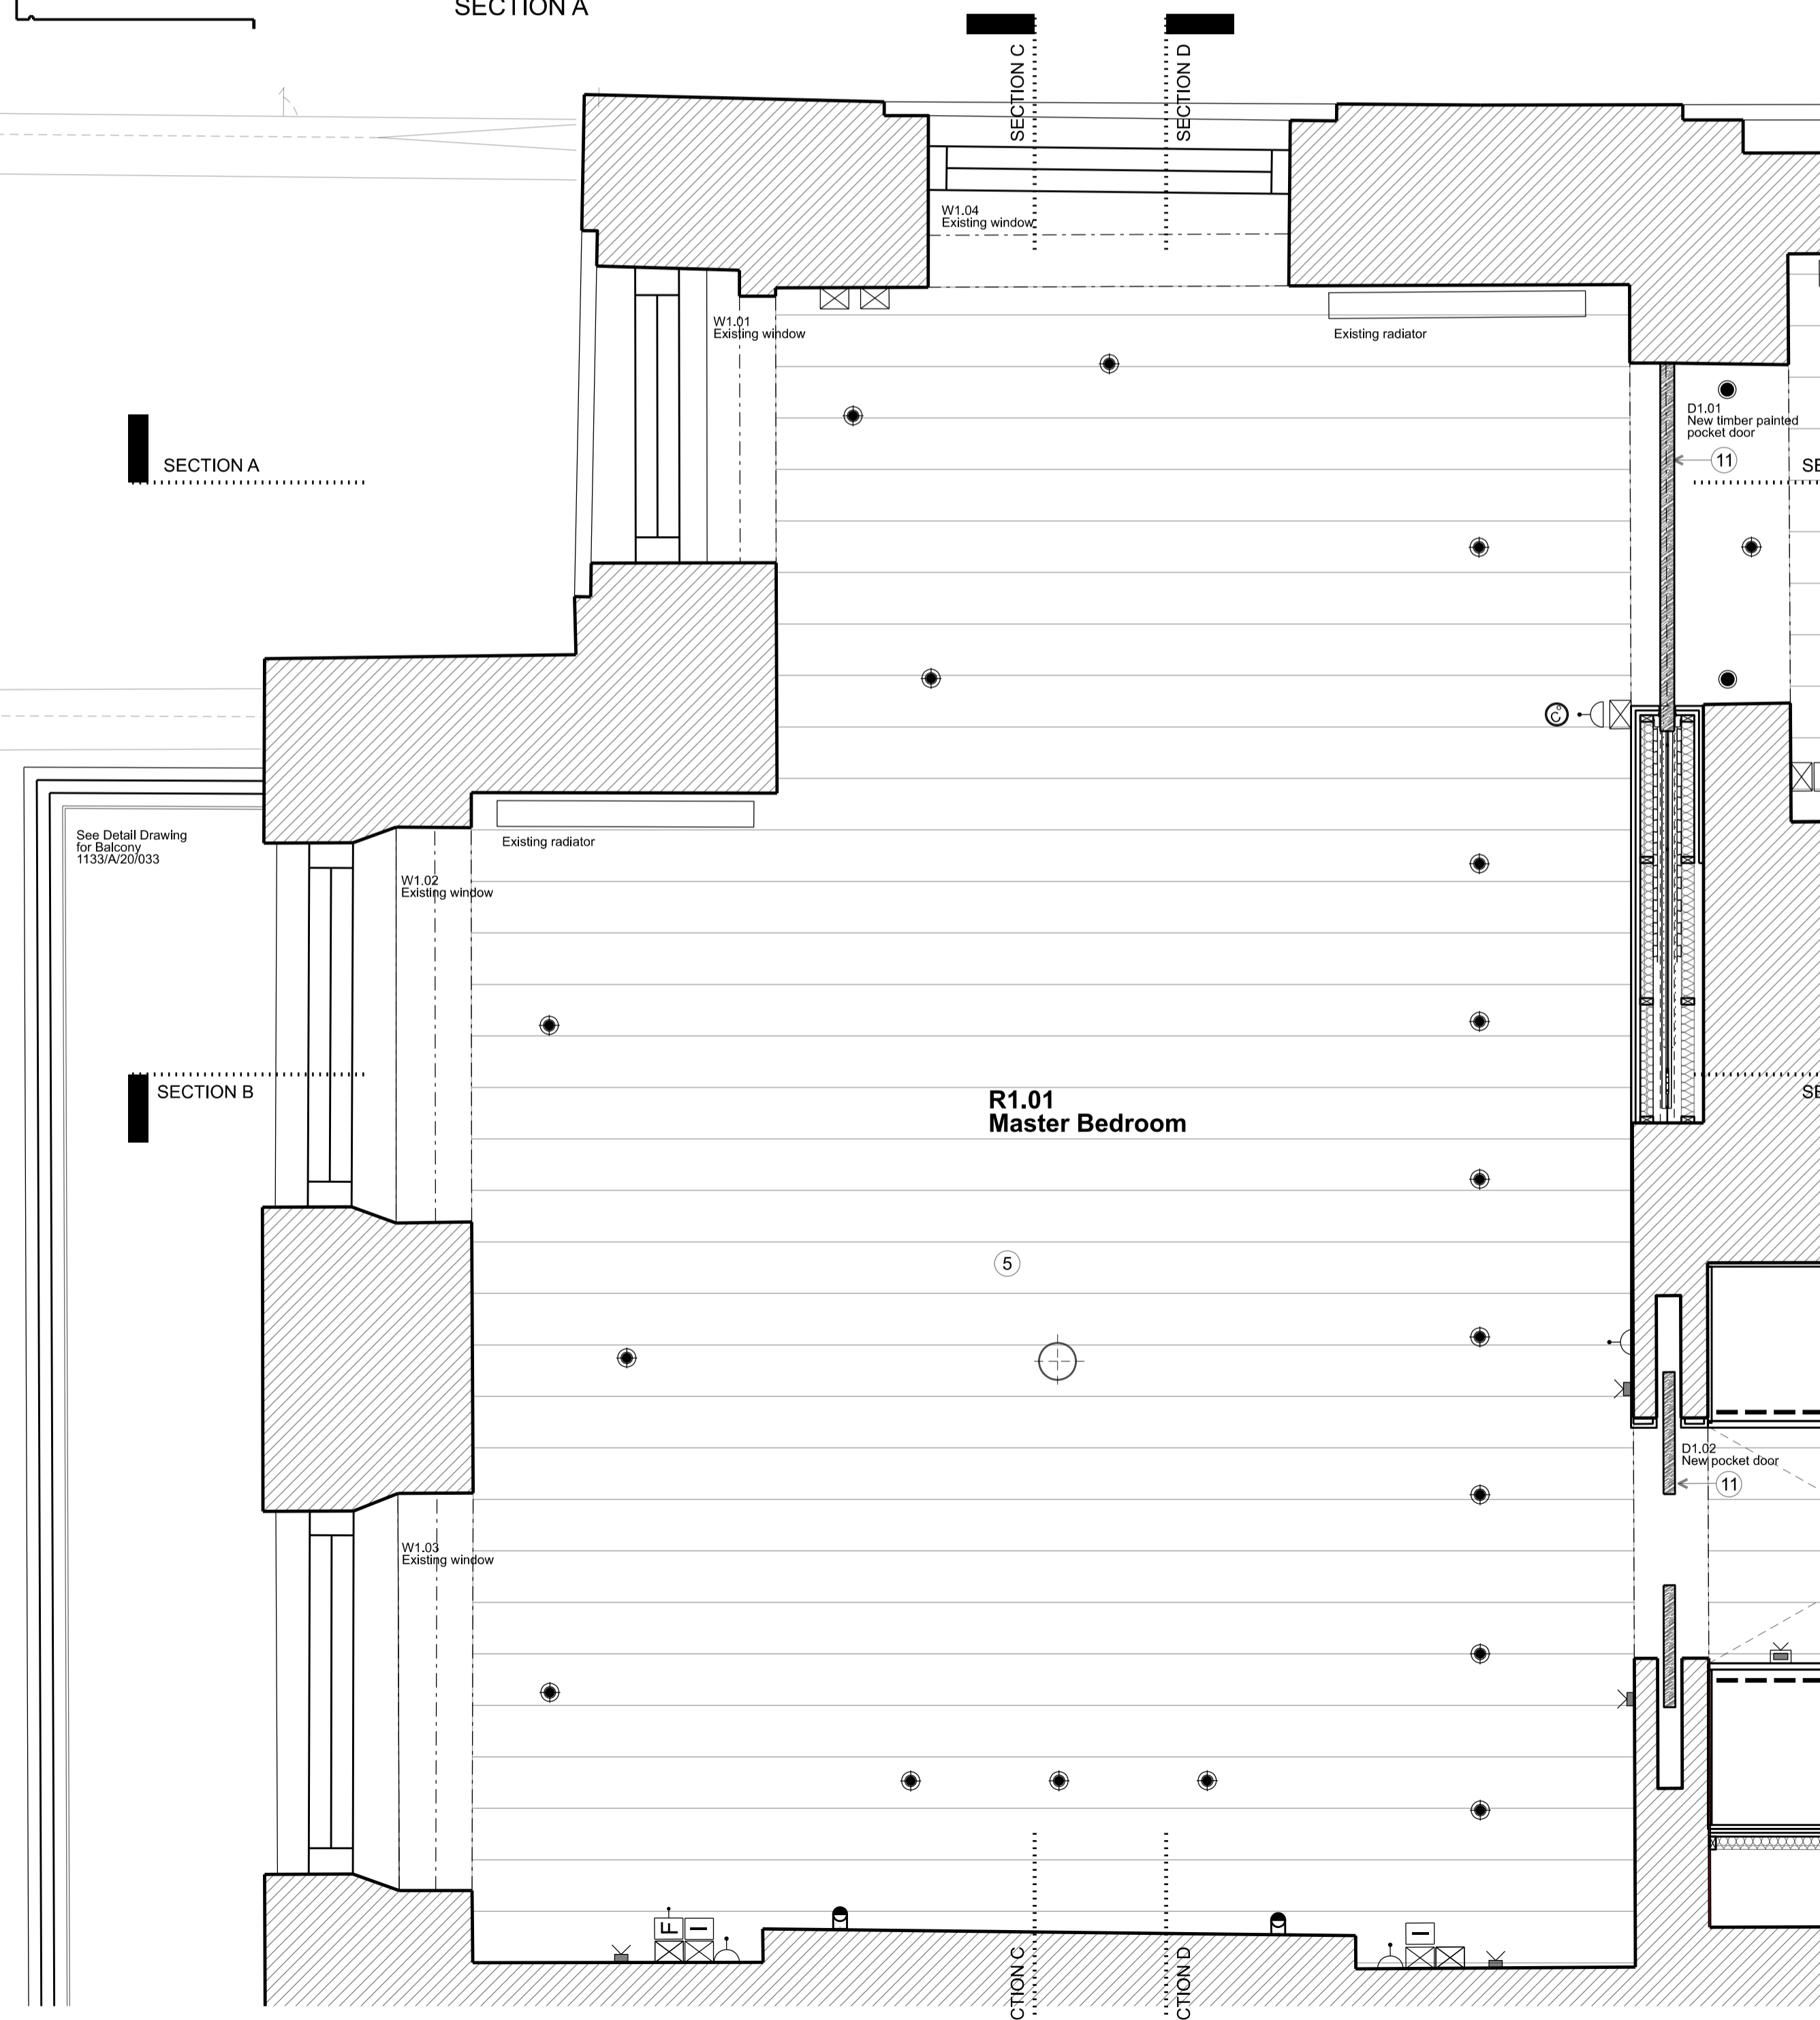 SECTION A
SECTION C
SECTION D
W1.04
Existing window
W1.01
Existing window
Existing radiator
D1.01
New timber painted
pocket door
11
SECTION A
SE
C°
See Detail Drawing
for Balcony
1133/A/20/033
Existing radiator
W1.02
Existing window
SECTION B
SE
R1.01
Master Bedroom
5
D1.02
New pocket door
11
W1.03
Existing window
F
I
I
CTION C
CTION D